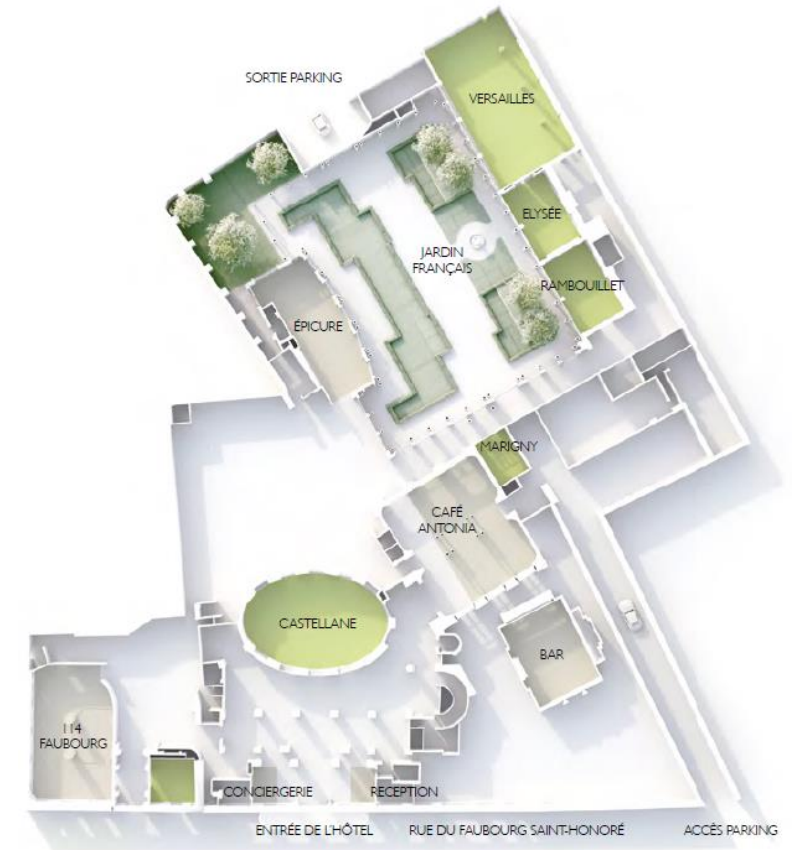 SORTIE PARKING
VERSAILLES
ELYSÉE
JARDIN
FRANÇAIS
RAMBOUILLET
ÉPICURE
MARIGNY
CAFÉ
ANTONIA
CASTELLANE
BAR
114
FAUBOURG
CONCIERGERIE
RECEPTION
ENTRÉE DE L'HÔTEL
RUE DU FAUBOURG SAINT-HONORÉ
ACCÈS PARKING